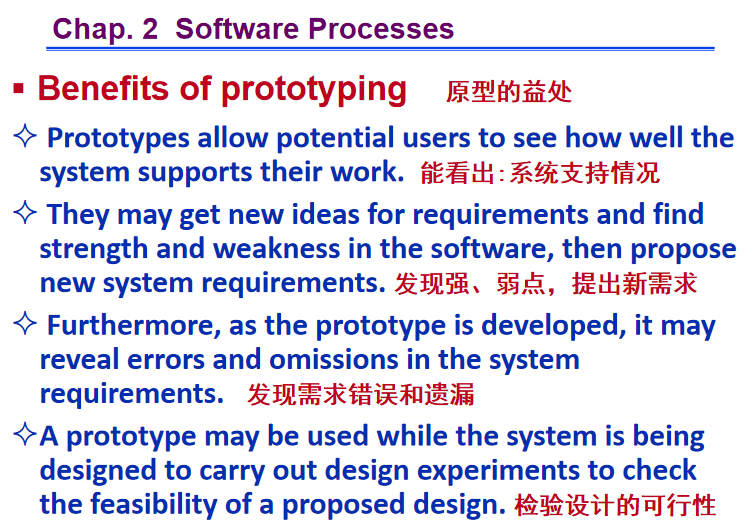 Chap. 2 Software Processes
▪ Benefits of prototyping 原型的益处
✧ Prototypes allow potential users to see how well the
system supports their work. 能看出:系统支持情况
✧ They may get new ideas for requirements and find
strength and weakness in the software, then propose
new system requirements. 发现强、弱点，提出新需求
✧ Furthermore, as the prototype is developed, it may
reveal errors and omissions in the system
requirements. 发现需求错误和遗漏
✧A prototype may be used while the system is being
designed to carry out design experiments to check
the feasibility of a proposed design. 检验设计的可行性